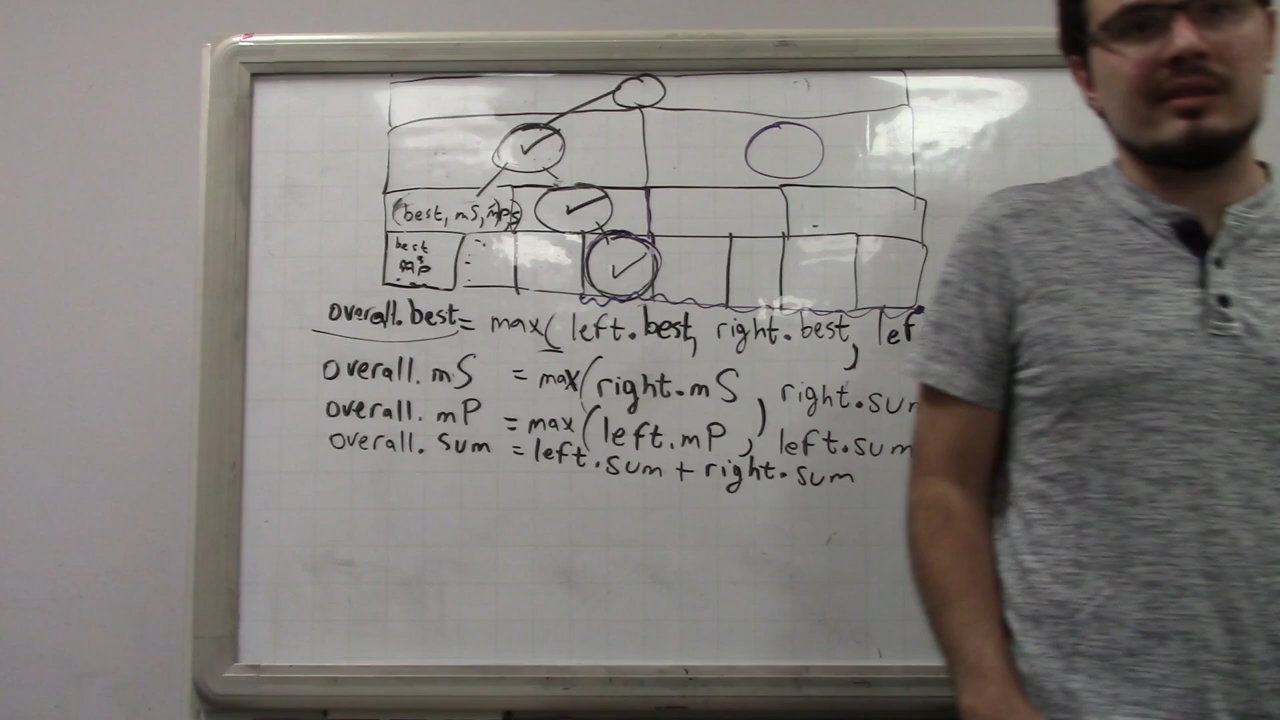 (best, mS, mP, s)
best
mS
mP
overall.best = max( left.best, right.best, lef
overall. mS = max( right.mS , right.sum
overall. mP = max( left.mP , left.sum
overall. sum = left.sum + right.sum